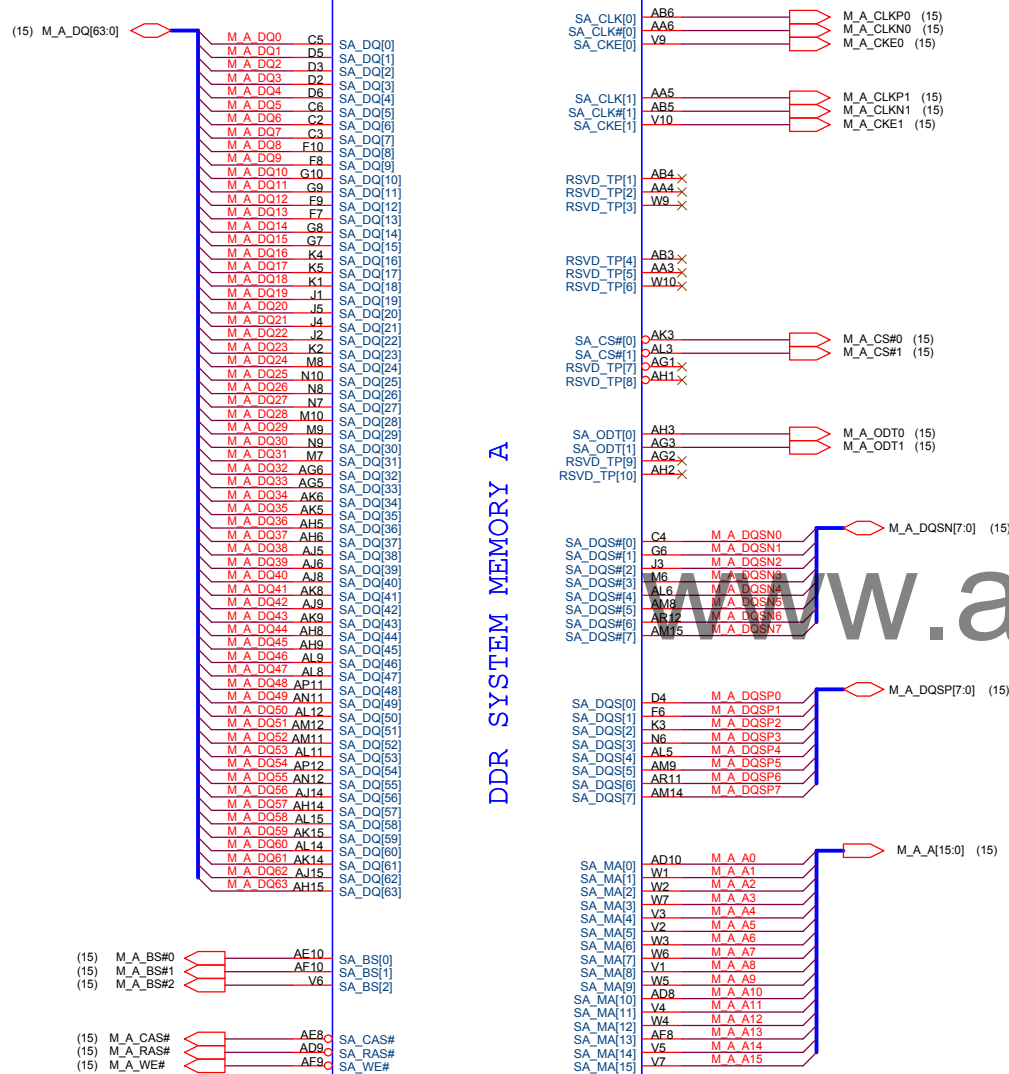 (15) M_A_DQ[63:0]
M_A_DQ0 C5 SA_DQ[0]
M_A_DQ1 D5 SA_DQ[1]
M_A_DQ2 D3 SA_DQ[2]
M_A_DQ3 D2 SA_DQ[3]
M_A_DQ4 D6 SA_DQ[4]
M_A_DQ5 C6 SA_DQ[5]
M_A_DQ6 C2 SA_DQ[6]
M_A_DQ7 C3 SA_DQ[7]
M_A_DQ8 F10 SA_DQ[8]
M_A_DQ9 F8 SA_DQ[9]
M_A_DQ10 G10 SA_DQ[10]
M_A_DQ11 G9 SA_DQ[11]
M_A_DQ12 F9 SA_DQ[12]
M_A_DQ13 F7 SA_DQ[13]
M_A_DQ14 G8 SA_DQ[14]
M_A_DQ15 G7 SA_DQ[15]
M_A_DQ16 K4 SA_DQ[16]
M_A_DQ17 K5 SA_DQ[17]
M_A_DQ18 K1 SA_DQ[18]
M_A_DQ19 J1 SA_DQ[19]
M_A_DQ20 J5 SA_DQ[20]
M_A_DQ21 J4 SA_DQ[21]
M_A_DQ22 J2 SA_DQ[22]
M_A_DQ23 K2 SA_DQ[23]
M_A_DQ24 M8 SA_DQ[24]
M_A_DQ25 N10 SA_DQ[25]
M_A_DQ26 N8 SA_DQ[26]
M_A_DQ27 N7 SA_DQ[27]
M_A_DQ28 M10 SA_DQ[28]
M_A_DQ29 M9 SA_DQ[29]
M_A_DQ30 N9 SA_DQ[30]
M_A_DQ31 M7 SA_DQ[31]
M_A_DQ32 AG6 SA_DQ[32]
M_A_DQ33 AG5 SA_DQ[33]
M_A_DQ34 AK6 SA_DQ[34]
M_A_DQ35 AK5 SA_DQ[35]
M_A_DQ36 AH5 SA_DQ[36]
M_A_DQ37 AH6 SA_DQ[37]
M_A_DQ38 AJ5 SA_DQ[38]
M_A_DQ39 AJ6 SA_DQ[39]
M_A_DQ40 AJ8 SA_DQ[40]
M_A_DQ41 AK8 SA_DQ[41]
M_A_DQ42 AJ9 SA_DQ[42]
M_A_DQ43 AK9 SA_DQ[43]
M_A_DQ44 AH8 SA_DQ[44]
M_A_DQ45 AH9 SA_DQ[45]
M_A_DQ46 AL9 SA_DQ[46]
M_A_DQ47 AL8 SA_DQ[47]
M_A_DQ48 AP11 SA_DQ[48]
M_A_DQ49 AN11 SA_DQ[49]
M_A_DQ50 AL12 SA_DQ[50]
M_A_DQ51 AM12 SA_DQ[51]
M_A_DQ52 AM11 SA_DQ[52]
M_A_DQ53 AL11 SA_DQ[53]
M_A_DQ54 AP12 SA_DQ[54]
M_A_DQ55 AN12 SA_DQ[55]
M_A_DQ56 AJ14 SA_DQ[56]
M_A_DQ57 AH14 SA_DQ[57]
M_A_DQ58 AL15 SA_DQ[58]
M_A_DQ59 AK15 SA_DQ[59]
M_A_DQ60 AL14 SA_DQ[60]
M_A_DQ61 AK14 SA_DQ[61]
M_A_DQ62 AJ15 SA_DQ[62]
M_A_DQ63 AH15 SA_DQ[63]
(15) M_A_BS#0 AE10 SA_BS[0]
(15) M_A_BS#1 AF10 SA_BS[1]
(15) M_A_BS#2 V6 SA_BS[2]
(15) M_A_CAS# AE8 SA_CAS#
(15) M_A_RAS# AD9 SA_RAS#
(15) M_A_WE# AF9 SA_WE#
DDR SYSTEM MEMORY A
SA_CLK[0] AB6 M_A_CLKP0 (15)
SA_CLK#[0] AA6 M_A_CLKN0 (15)
SA_CKE[0] V9 M_A_CKE0 (15)
SA_CLK[1] AA5 M_A_CLKP1 (15)
SA_CLK#[1] AB5 M_A_CLKN1 (15)
SA_CKE[1] V10 M_A_CKE1 (15)
RSVD_TP[1] AB4
RSVD_TP[2] AA4
RSVD_TP[3] W9
RSVD_TP[4] AB3
RSVD_TP[5] AA3
RSVD_TP[6] W10
SA_CS#[0] AK3 M_A_CS#0 (15)
SA_CS#[1] AL3 M_A_CS#1 (15)
RSVD_TP[7] AG1
RSVD_TP[8] AH1
SA_ODT[0] AH3 M_A_ODT0 (15)
SA_ODT[1] AG3 M_A_ODT1 (15)
RSVD_TP[9] AG2
RSVD_TP[10] AH2
M_A_DQSN[7:0] (15)
SA_DQS#[0] C4 M_A_DQSN0
SA_DQS#[1] G6 M_A_DQSN1
SA_DQS#[2] J3 M_A_DQSN2
SA_DQS#[3] M6 M_A_DQSN3
SA_DQS#[4] AL6 M_A_DQSN4
SA_DQS#[5] AM8 M_A_DQSN5
SA_DQS#[6] AR12 M_A_DQSN6
SA_DQS#[7] AM15 M_A_DQSN7
www.a
M_A_DQSP[7:0] (15)
SA_DQS[0] D4 M_A_DQSP0
SA_DQS[1] F6 M_A_DQSP1
SA_DQS[2] K3 M_A_DQSP2
SA_DQS[3] N6 M_A_DQSP3
SA_DQS[4] AL5 M_A_DQSP4
SA_DQS[5] AM9 M_A_DQSP5
SA_DQS[6] AR11 M_A_DQSP6
SA_DQS[7] AM14 M_A_DQSP7
M_A_A[15:0] (15)
SA_MA[0] AD10 M_A_A0
SA_MA[1] W1 M_A_A1
SA_MA[2] W2 M_A_A2
SA_MA[3] W7 M_A_A3
SA_MA[4] V3 M_A_A4
SA_MA[5] V2 M_A_A5
SA_MA[6] W3 M_A_A6
SA_MA[7] W6 M_A_A7
SA_MA[8] V1 M_A_A8
SA_MA[9] W5 M_A_A9
SA_MA[10] AD8 M_A_A10
SA_MA[11] V4 M_A_A11
SA_MA[12] W4 M_A_A12
SA_MA[13] AF8 M_A_A13
SA_MA[14] V5 M_A_A14
SA_MA[15] V7 M_A_A15